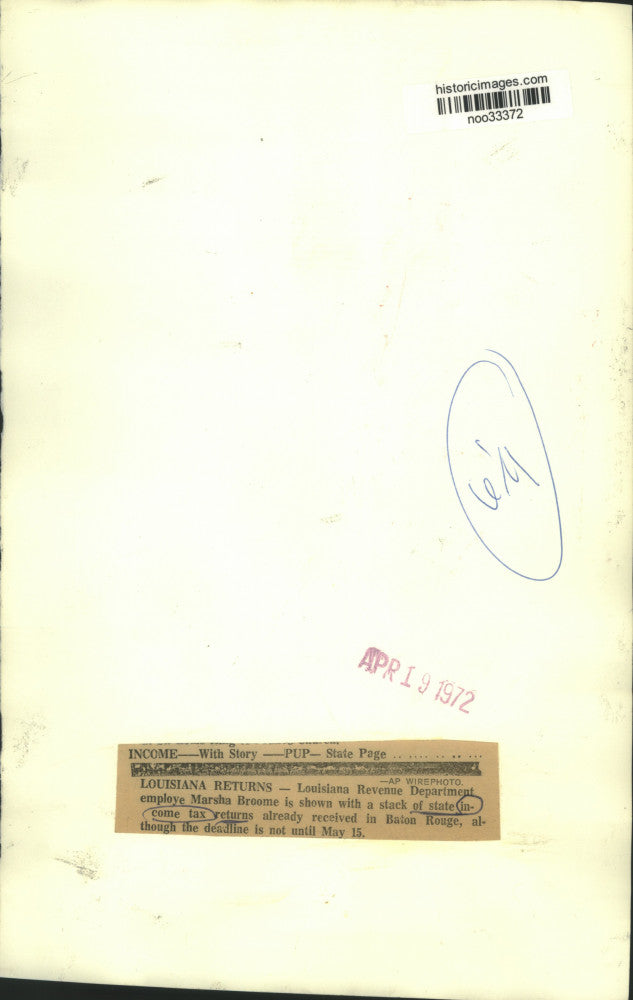 historicimages.com
noo33372
APR 19 1972
INCOME——With Story ——PUP— State Page .. .... .. .. ...
—AP WIREPHOTO.
LOUISIANA RETURNS — Louisiana Revenue Department
employe Marsha Broome is shown with a stack of state in-
come tax returns already received in Baton Rouge, al-
though the deadline is not until May 15.